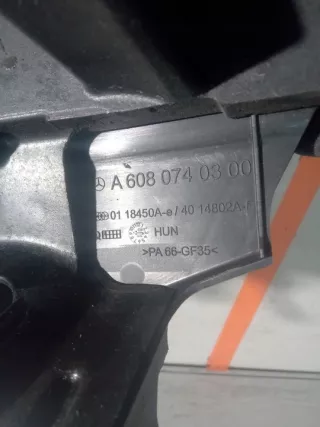 A 608 074 03 00
01 18450A-e / 40 14802A-
HUN
>PA 66-GF35<